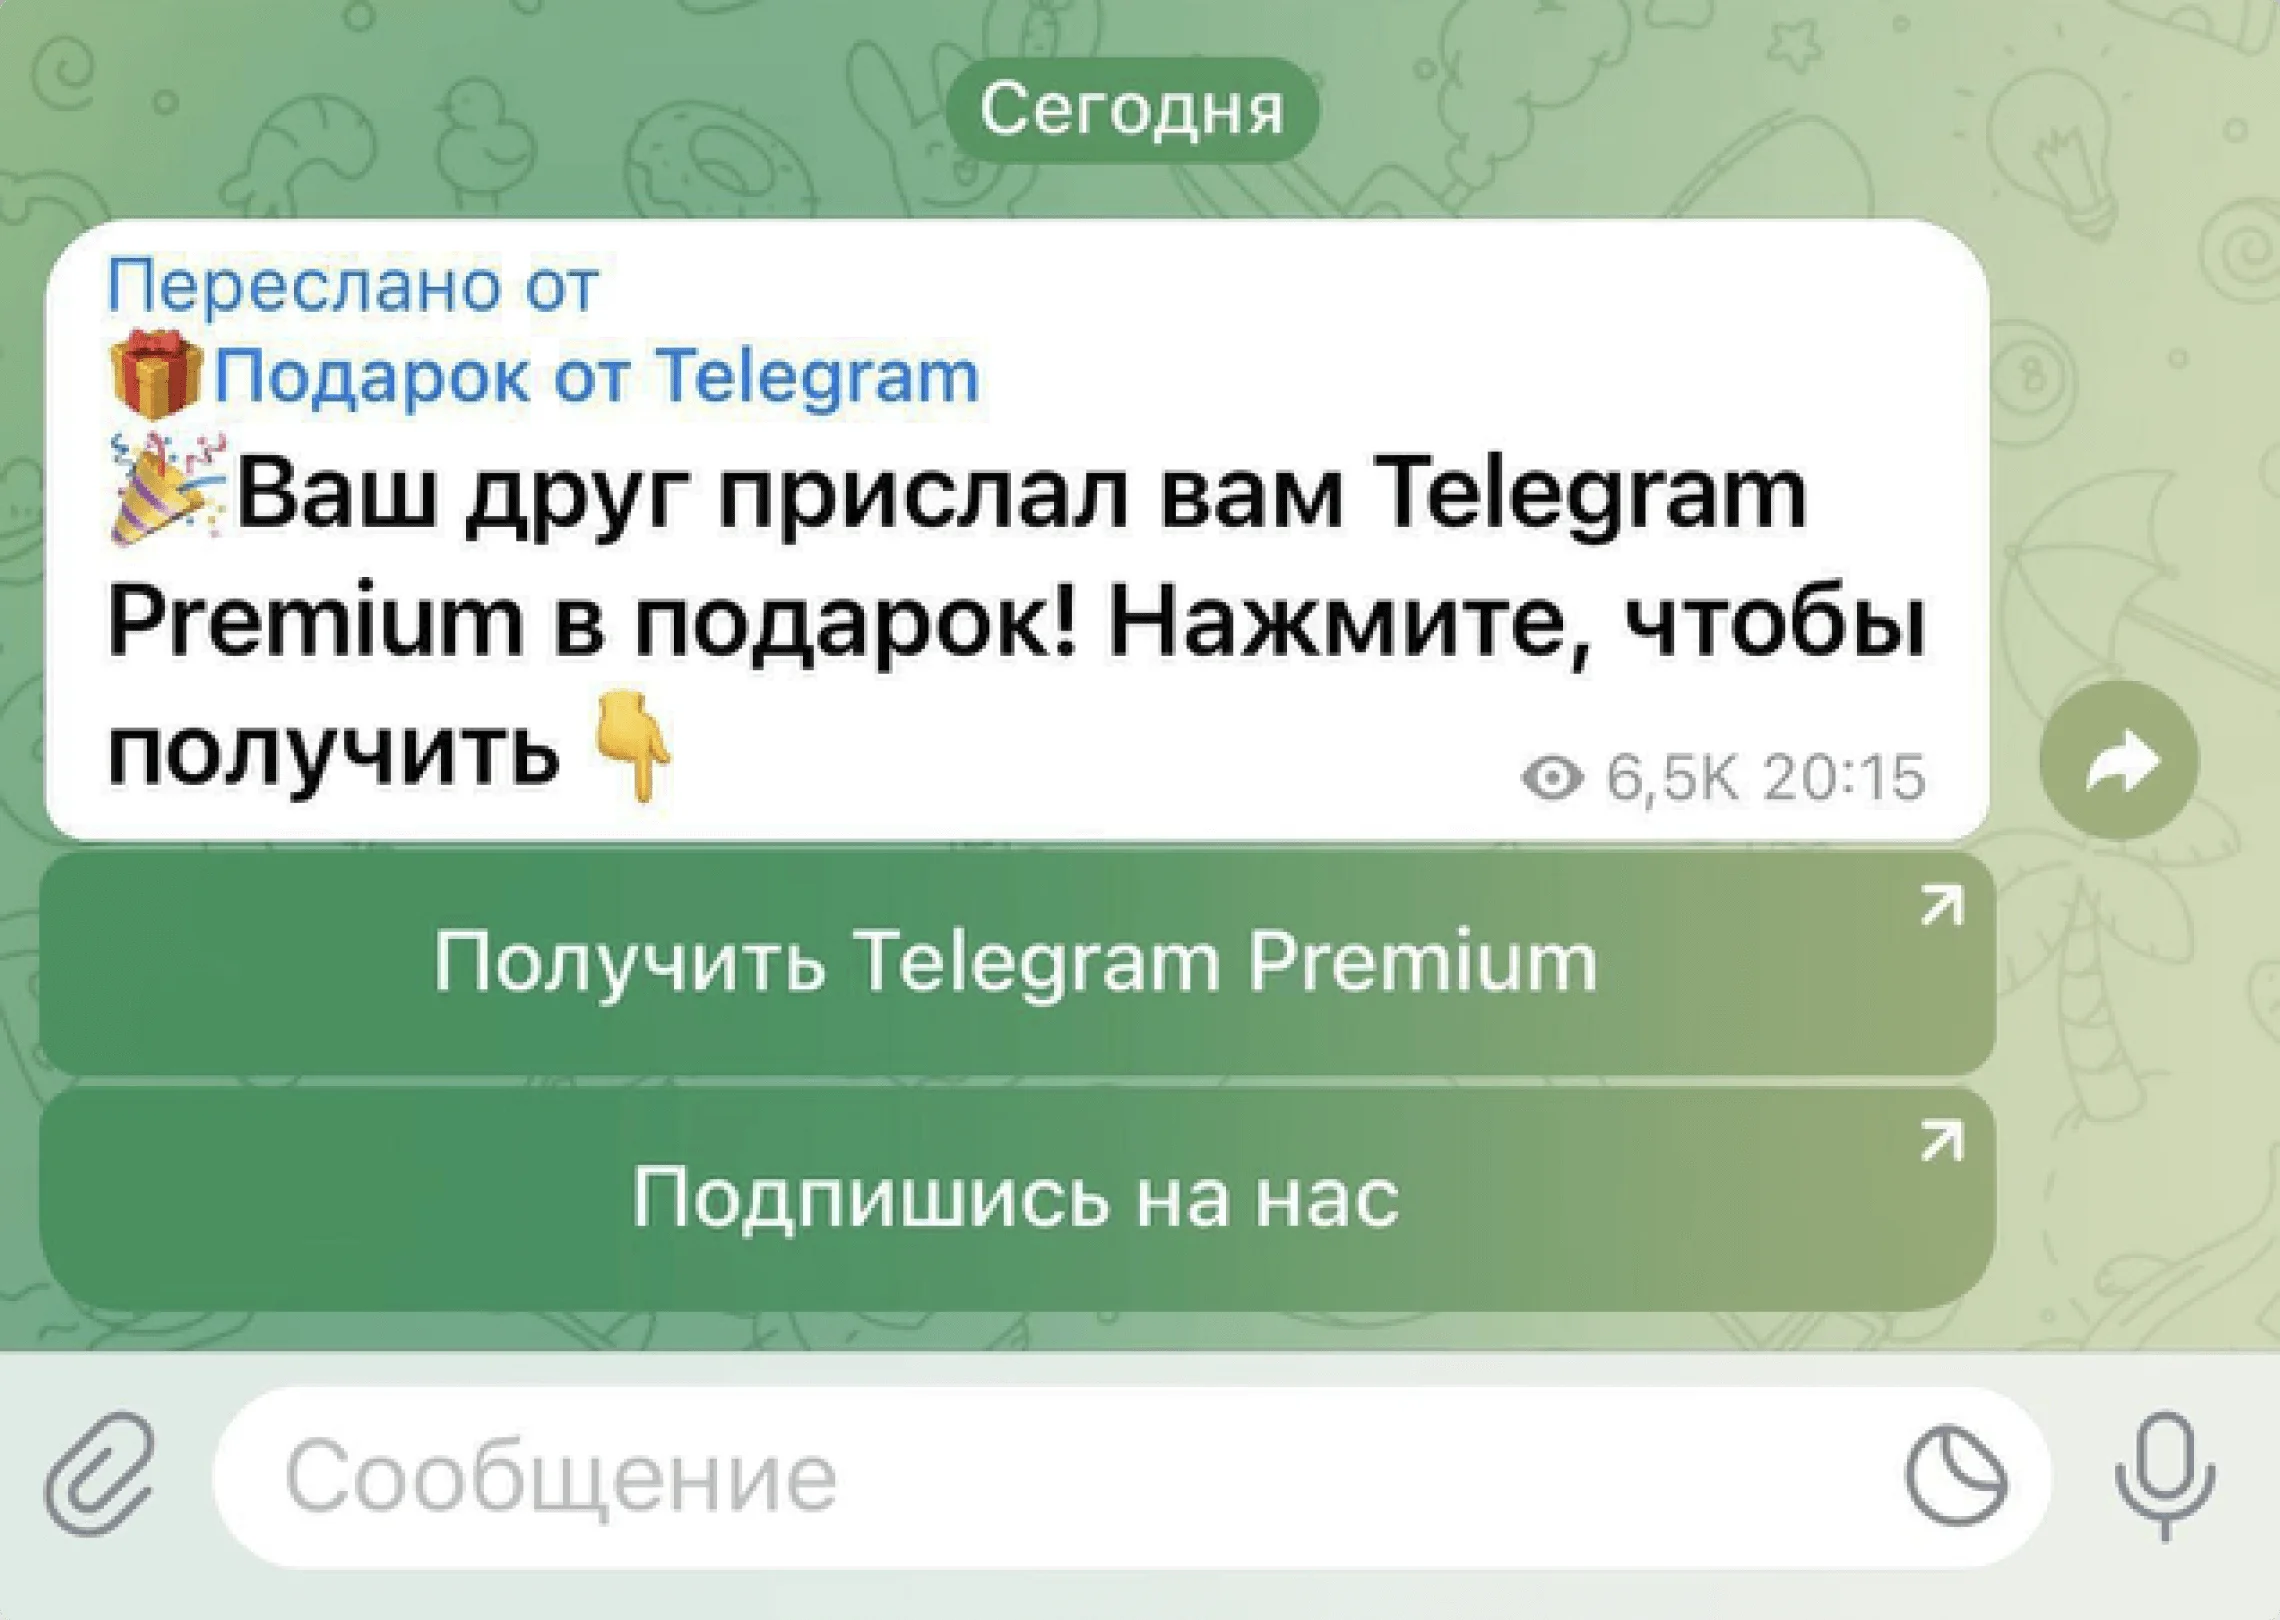 Сегодня
Переслано от
🎁Подарок от Telegram
🎉Ваш друг прислал вам Telegram
Premium в подарок! Нажмите, чтобы
получить 👇
6,5K 20:15
Получить Telegram Premium
Подпишись на нас
Сообщение